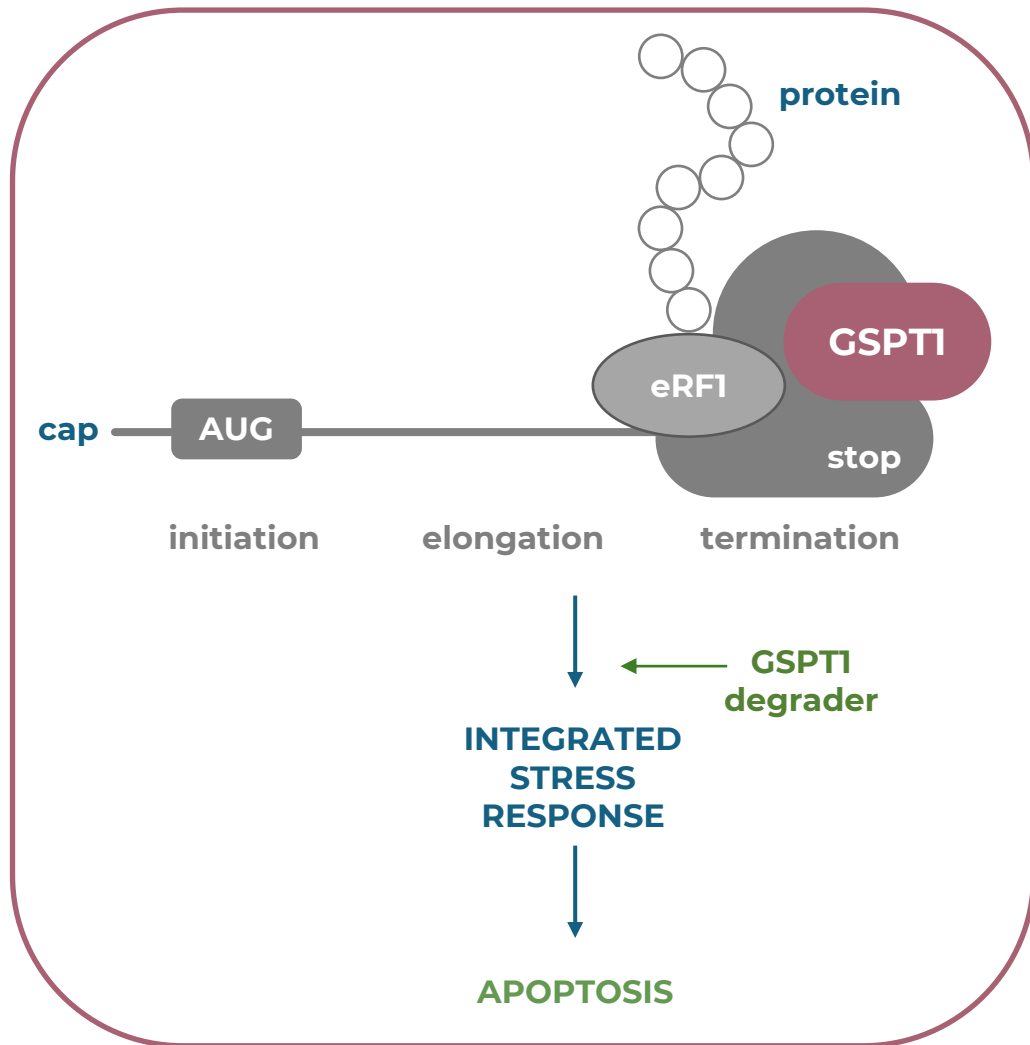 protein
GSPT1
eRF1
cap
AUG
stop
initiation
elongation
termination
GSPT1
degrader
INTEGRATED
STRESS
RESPONSE
APOPTOSIS